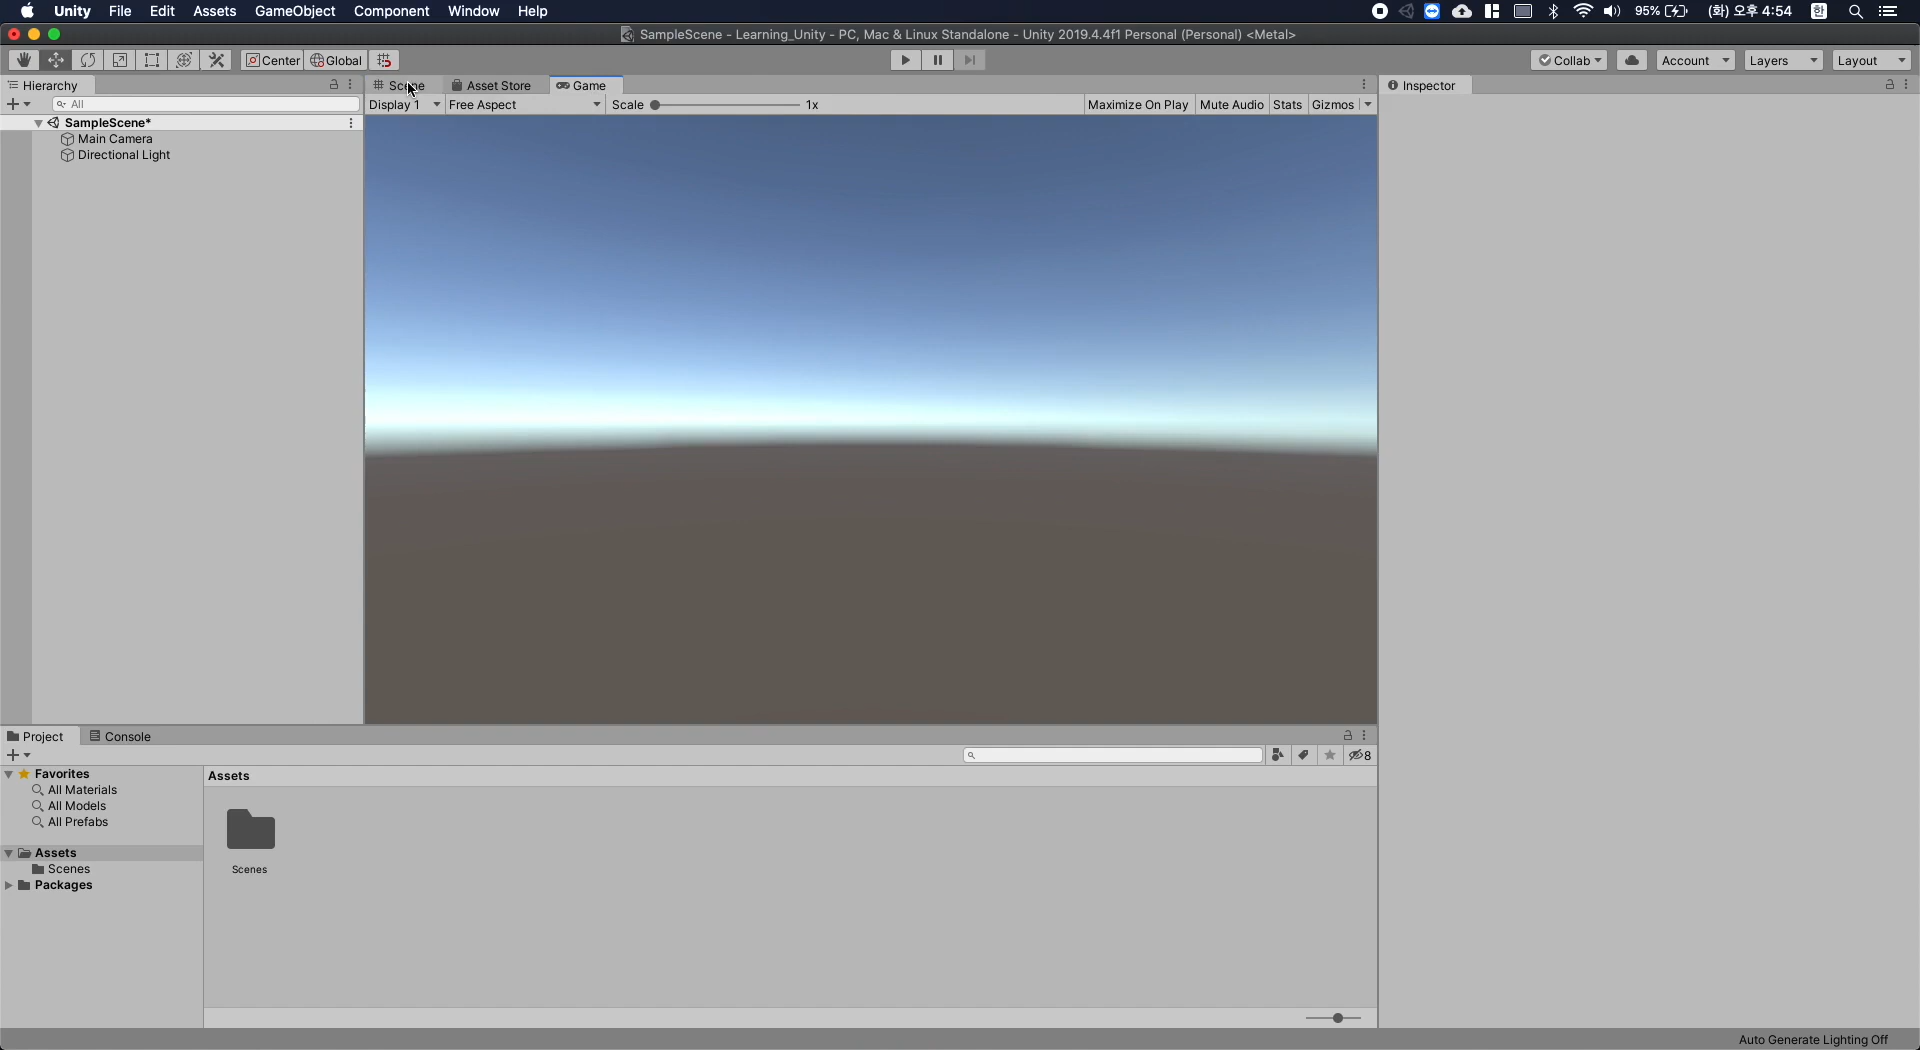 Unity File Edit Assets GameObject Component Window Help 95% (화) 오후 4:54 한
SampleScene - Learning_Unity - PC, Mac & Linux Standalone - Unity 2019.4.4f1 Personal (Personal) <Metal>
Center Global Collab Account Layers Layout
Hierarchy Scene Asset Store Game Inspector
All Display 1 Free Aspect Scale 1x Maximize On Play Mute Audio Stats Gizmos
SampleScene*
Main Camera
Directional Light
Project Console
8
Favorites Assets
All Materials
All Models
All Prefabs
Assets
Scenes Scenes
Packages
Auto Generate Lighting Off